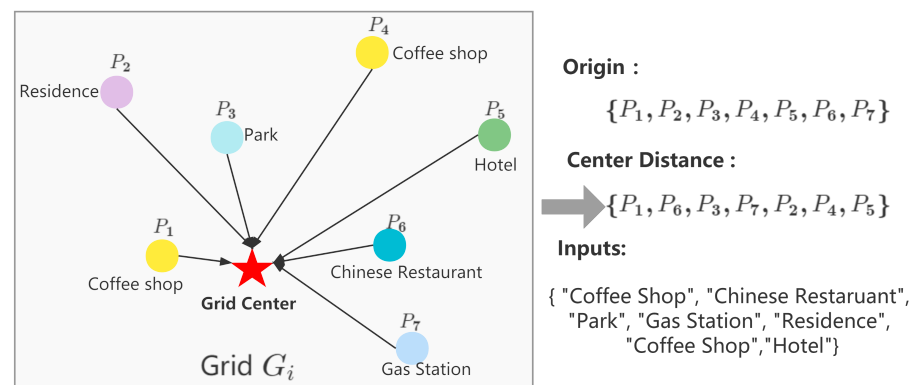 P4
Coffee shop
P2
Residence
P3
Park
P5
Hotel
P1
Coffee shop
P6
Chinese Restaurant
Grid Center
P7
Gas Station
Grid Gi
Origin :
{P1, P2, P3, P4, P5, P6, P7}
Center Distance :
{P1, P6, P3, P7, P2, P4, P5}
Inputs:
{ "Coffee Shop", "Chinese Restaruant",
"Park", "Gas Station", "Residence",
"Coffee Shop","Hotel"}